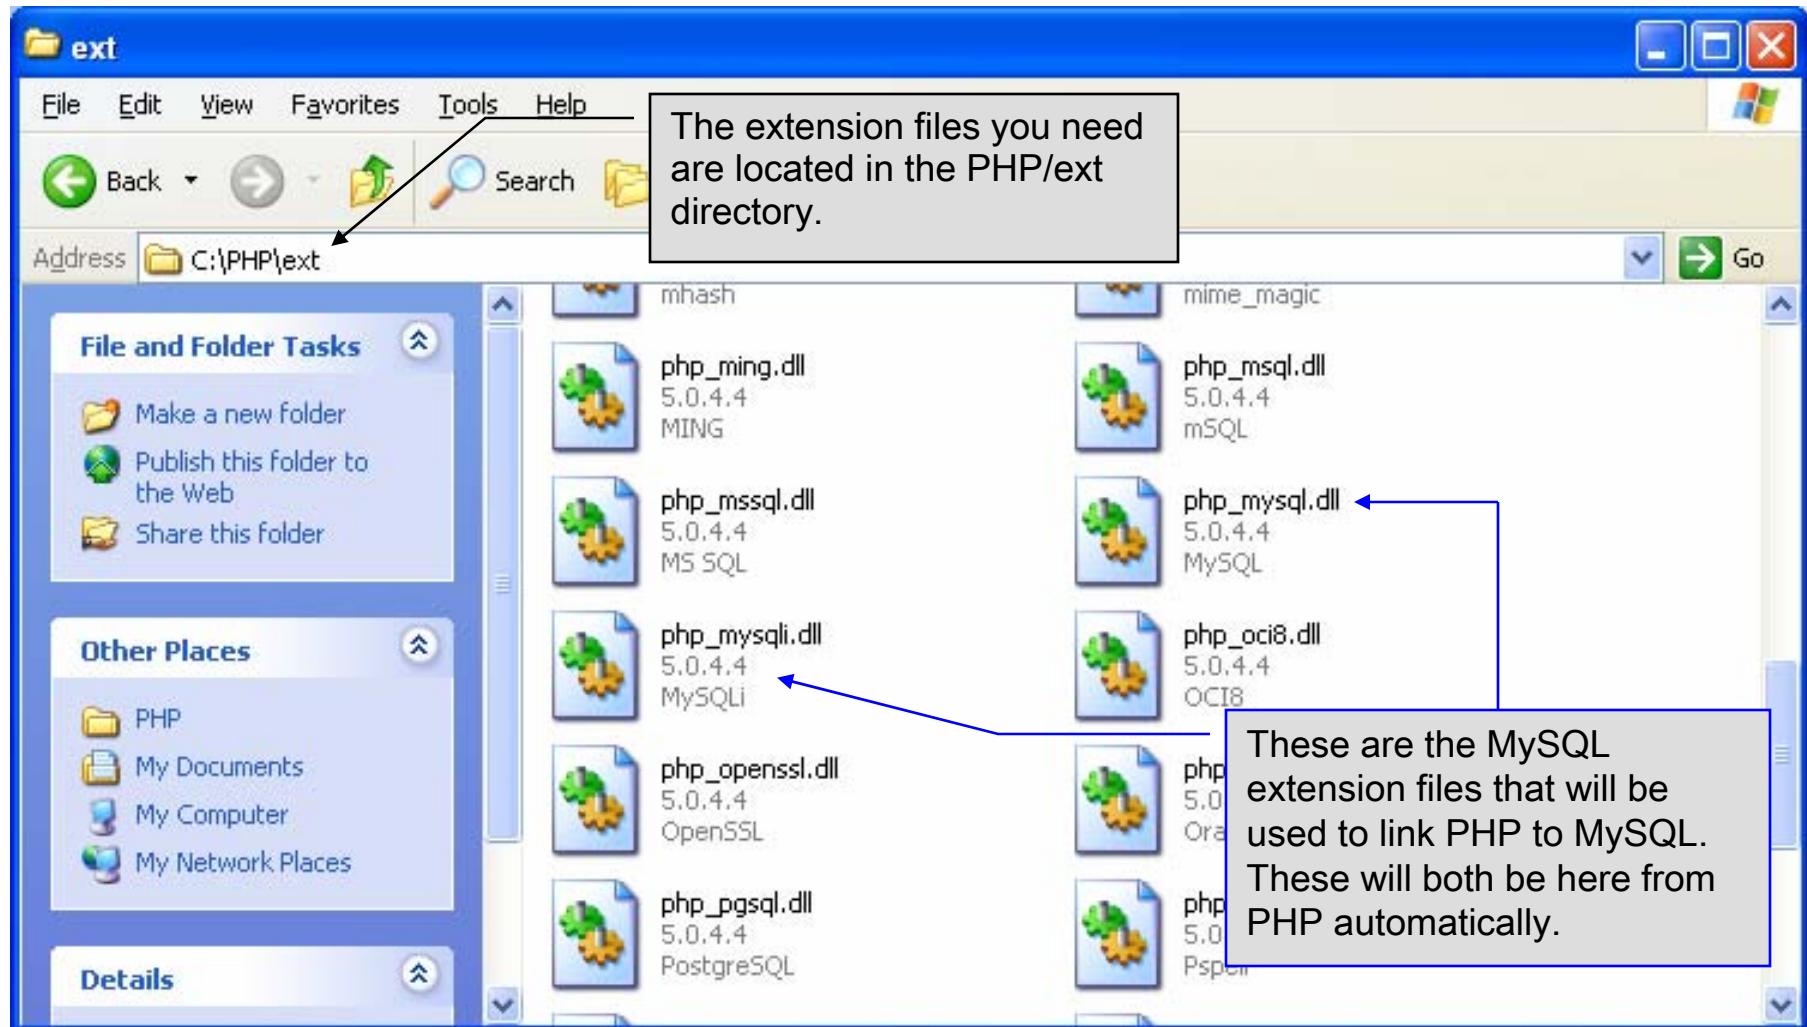 ext
File Edit View Favorites Tools Help
The extension files you need
are located in the PHP/ext
directory.
Back Search
Address C:\PHP\ext Go
File and Folder Tasks
Make a new folder
Publish this folder to
the Web
Share this folder
Other Places
PHP
My Documents
My Computer
My Network Places
Details
mhash
mime_magic
php_ming.dll
5.0.4.4
MING
php_msql.dll
5.0.4.4
mSQL
php_mssql.dll
5.0.4.4
MS SQL
php_mysql.dll
5.0.4.4
MySQL
php_mysqli.dll
5.0.4.4
MySQLi
php_oci8.dll
5.0.4.4
OCI8
php_openssl.dll
5.0.4.4
OpenSSL
php
5.0
Ora
php_pgsql.dll
5.0.4.4
PostgreSQL
php
5.0
These are the MySQL
extension files that will be
used to link PHP to MySQL.
These will both be here from
PHP automatically.